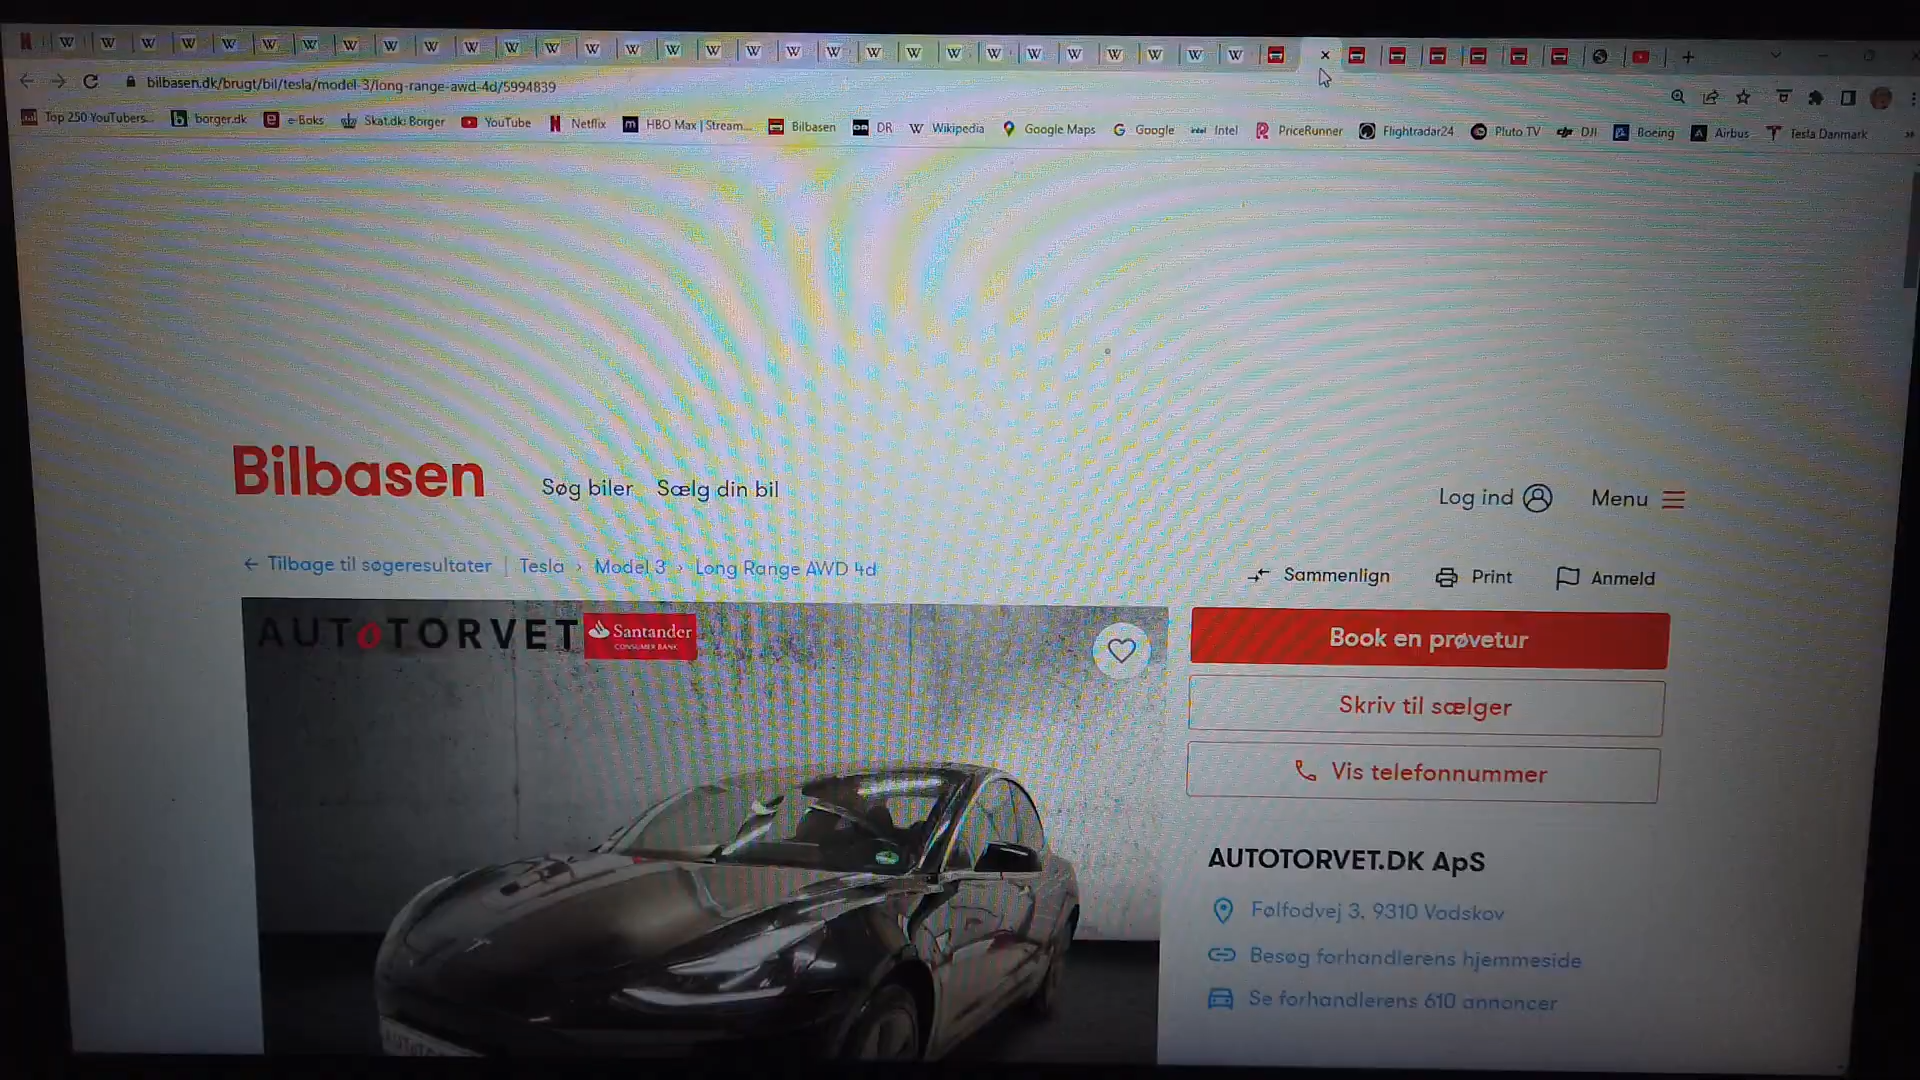 bilbasen.dk/brugt/bil/tesla/model-3/long-range-awd-4d/5994839
Top 250 YouTubers... borger.dk e-Boks Skat.dk: Borger YouTube Netflix HBO Max | Stream... Bilbasen DR Wikipedia Google Maps Google Intel PriceRunner Flightradar24 Pluto TV DJI Boeing Airbus Tesla Danmark »
Bilbasen Søg biler Sælg din bil Log ind Menu
← Tilbage til søgeresultater | Tesla › Model 3 › Long Range AWD 4d
Sammenlign Print Anmeld
AUTOTORVET Santander
CONSUMER BANK
Book en prøvetur
Skriv til sælger
Vis telefonnummer
AUTOTORVET.DK ApS
Følfodvej 3, 9310 Vodskov
Besøg forhandlerens hjemmeside
Se forhandlerens 610 annoncer